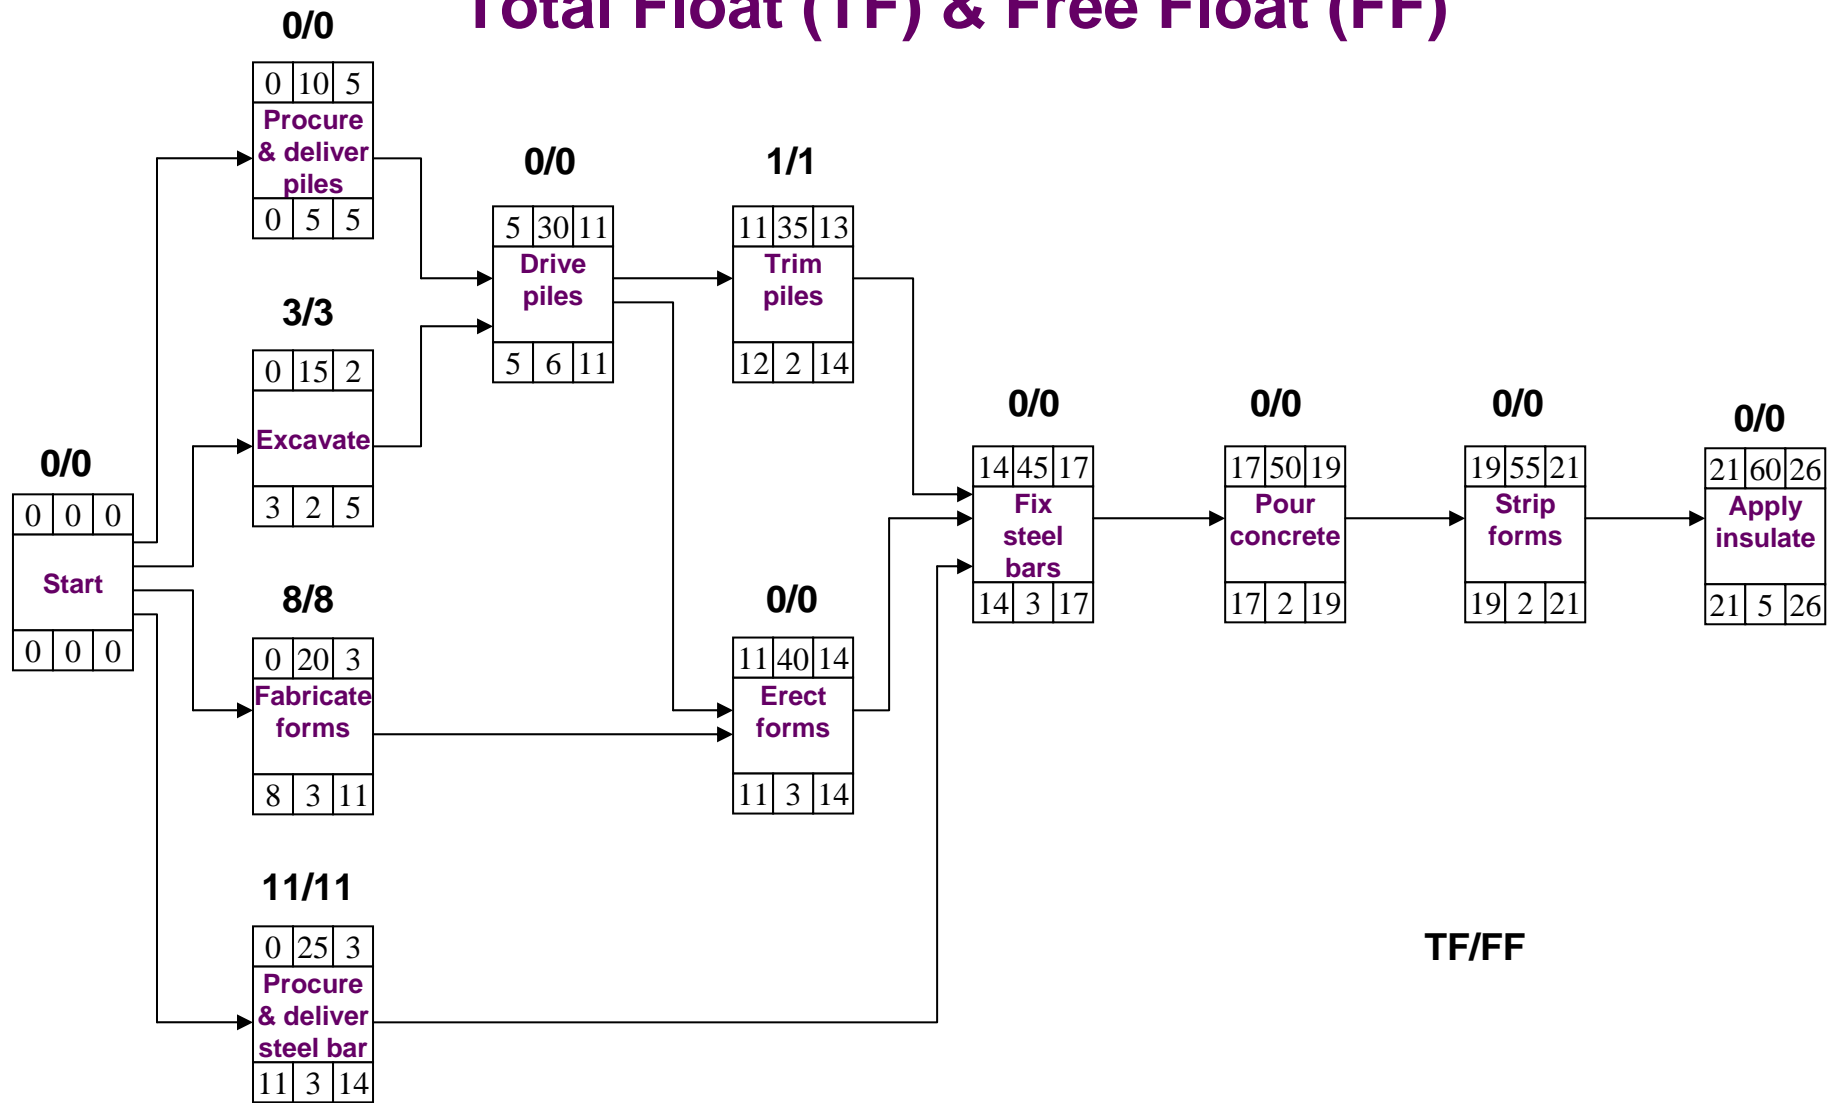 Total Float (TF) & Free Float (FF)
0/0
0 10 5
Procure
& deliver
piles
0 5 5
3/3
0 15 2
Excavate
3 2 5
0/0
0 0 0
Start
0 0 0
8/8
0 20 3
Fabricate
forms
8 3 11
11/11
0 25 3
Procure
& deliver
steel bar
11 3 14
0/0
5 30 11
Drive
piles
5 6 11
1/1
11 35 13
Trim
piles
12 2 14
0/0
11 40 14
Erect
forms
11 3 14
0/0
14 45 17
Fix
steel
bars
14 3 17
0/0
17 50 19
Pour
concrete
17 2 19
0/0
19 55 21
Strip
forms
19 2 21
0/0
21 60 26
Apply
insulate
21 5 26
TF/FF